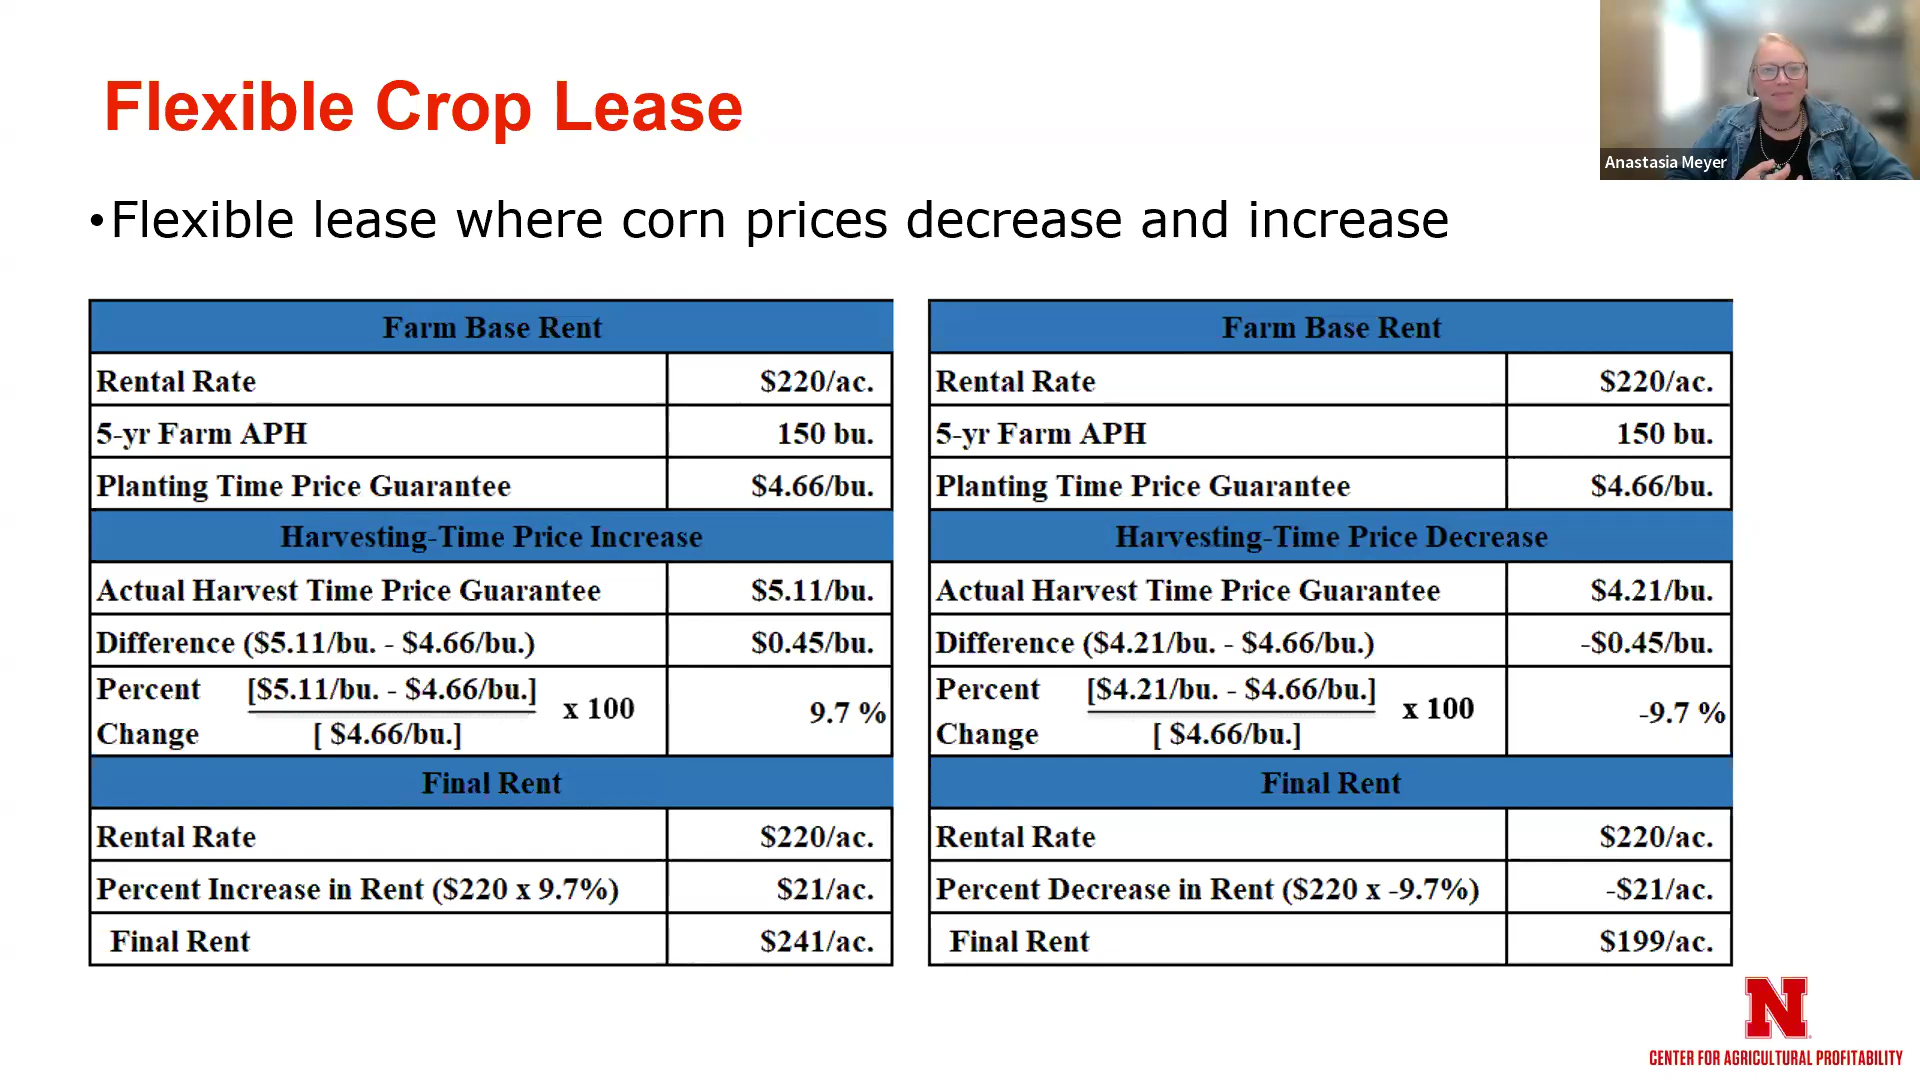 Flexible Crop Lease
Anastasia Meyer
•Flexible lease where corn prices decrease and increase
Farm Base Rent
Rental Rate $220/ac.
5-yr Farm APH 150 bu.
Planting Time Price Guarantee $4.66/bu.
Harvesting-Time Price Increase
Actual Harvest Time Price Guarantee $5.11/bu.
Difference ($5.11/bu. - $4.66/bu.) $0.45/bu.
Percent Change [$5.11/bu. - $4.66/bu.] x 100 9.7 %
[ $4.66/bu.]
Final Rent
Rental Rate $220/ac.
Percent Increase in Rent ($220 x 9.7%) $21/ac.
Final Rent $241/ac.
Farm Base Rent
Rental Rate $220/ac.
5-yr Farm APH 150 bu.
Planting Time Price Guarantee $4.66/bu.
Harvesting-Time Price Decrease
Actual Harvest Time Price Guarantee $4.21/bu.
Difference ($4.21/bu. - $4.66/bu.) -$0.45/bu.
Percent Change [$4.21/bu. - $4.66/bu.] x 100 -9.7 %
[ $4.66/bu.]
Final Rent
Rental Rate $220/ac.
Percent Decrease in Rent ($220 x -9.7%) -$21/ac.
Final Rent $199/ac.
N
CENTER FOR AGRICULTURAL PROFITABILITY